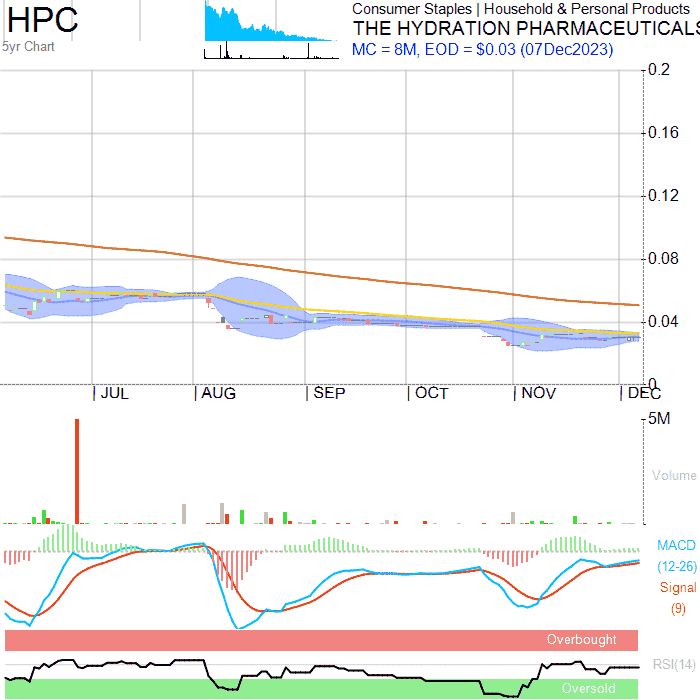 HPC
5yr Chart
Consumer Staples | Household & Personal Products
THE HYDRATION PHARMACEUTICALS
MC = 8M, EOD = $0.03 (07Dec2023)
0.2
0.16
0.12
0.08
0.04
0
JUL AUG SEP OCT NOV DEC
5M
Volume
MACD
(12-26)
Signal
(9)
Overbought
RSI(14)
Oversold